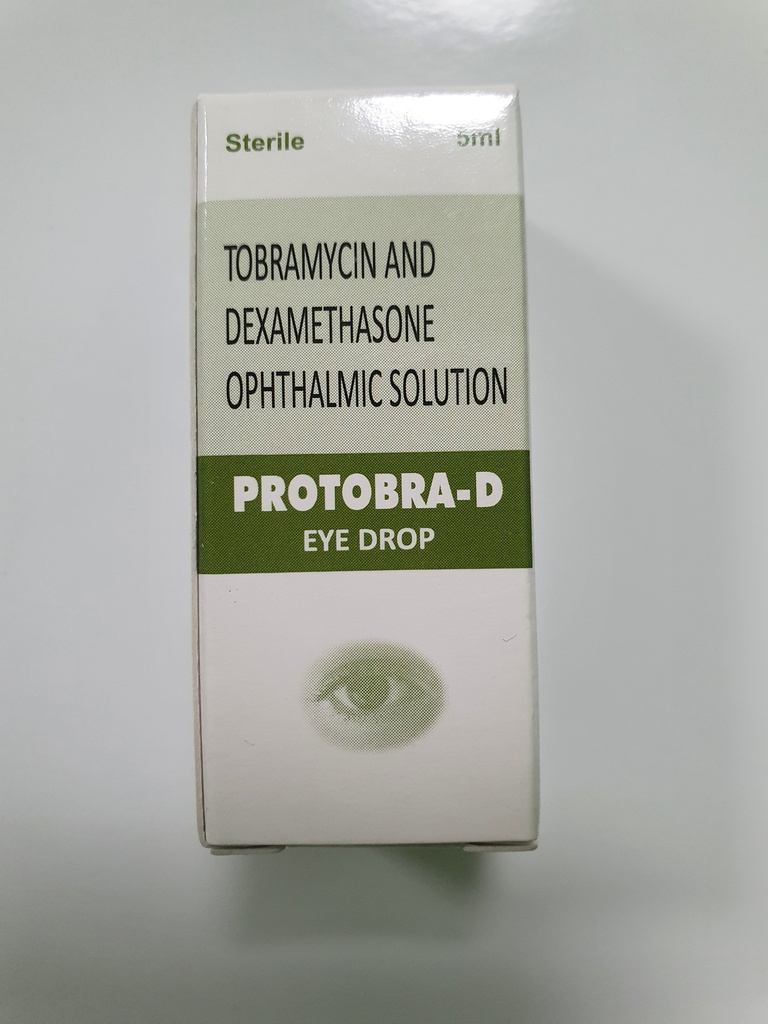 Sterile 5ml
TOBRAMYCIN AND
DEXAMETHASONE
OPHTHALMIC SOLUTION
PROTOBRA-D
EYE DROP